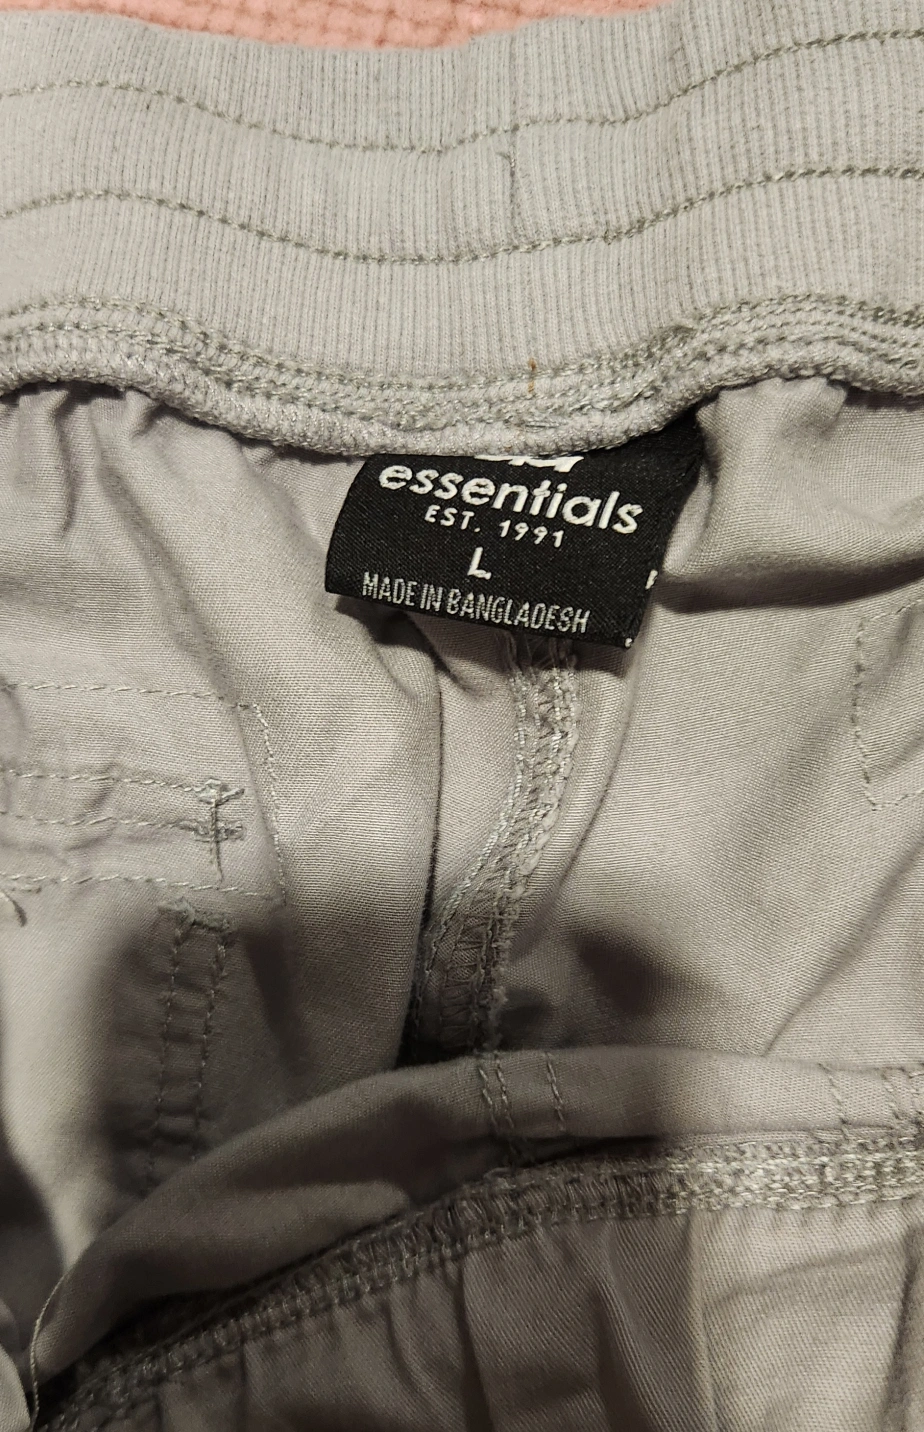 essentials
EST. 1991
L
MADE IN BANGLADESH